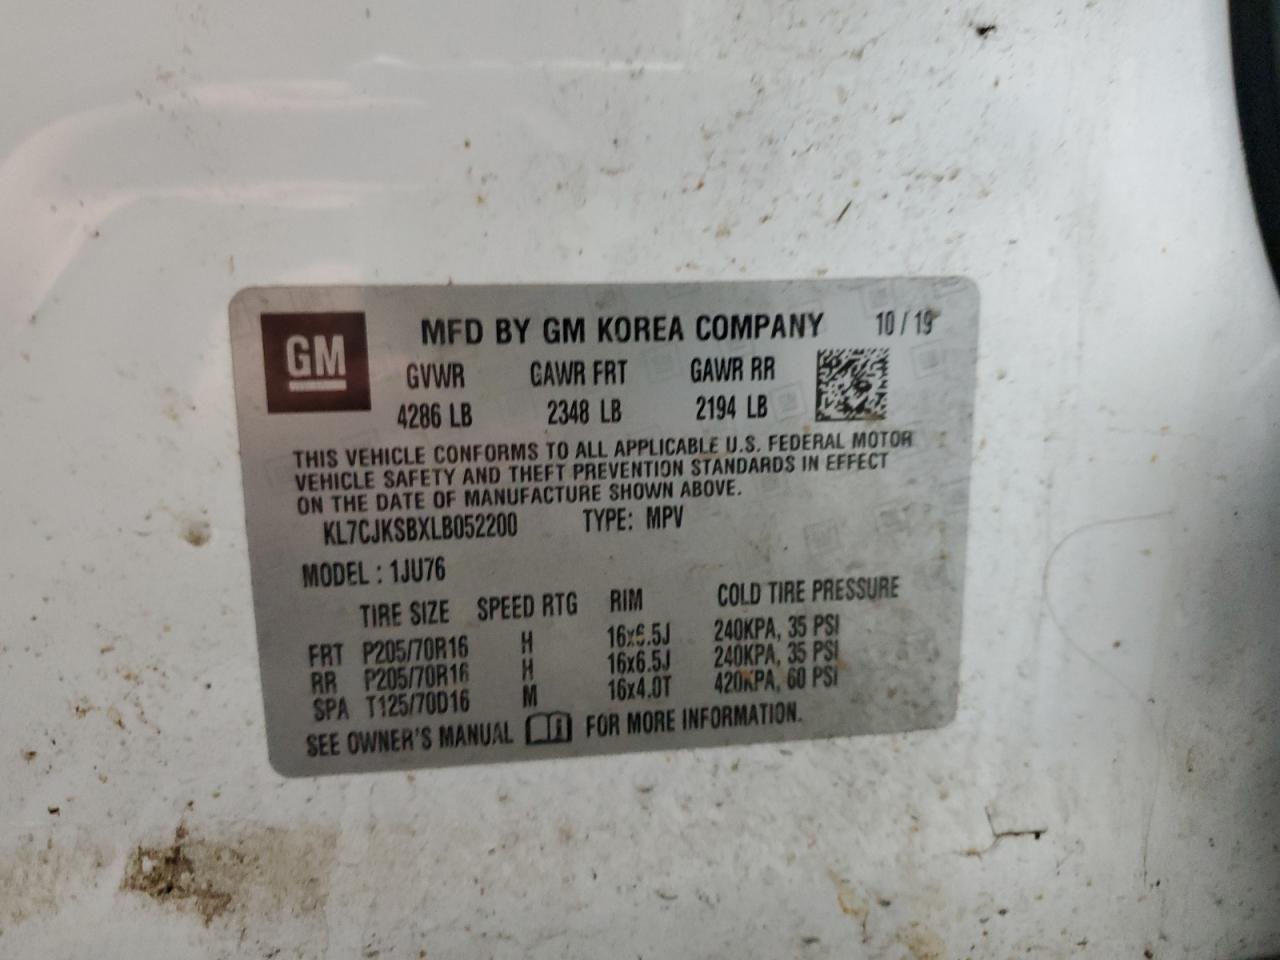 GM
MFD BY GM KOREA COMPANY 10/19
GVWR GAWR FRT GAWR RR
4286 LB 2348 LB 2194 LB
THIS VEHICLE CONFORMS TO ALL APPLICABLE U.S. FEDERAL MOTOR
VEHICLE SAFETY AND THEFT PREVENTION STANDARDS IN EFFECT
ON THE DATE OF MANUFACTURE SHOWN ABOVE.
KL7CJKSBXLB052200 TYPE: MPV
MODEL : 1JU76
TIRE SIZE SPEED RTG RIM COLD TIRE PRESSURE
FRT P205/70R16 H 16x6.5J 240KPA, 35 PSI
RR P205/70R16 H 16x6.5J 240KPA, 35 PSI
SPA T125/70D16 M 16x4.0T 420KPA, 60 PSI
SEE OWNER'S MANUAL FOR MORE INFORMATION.